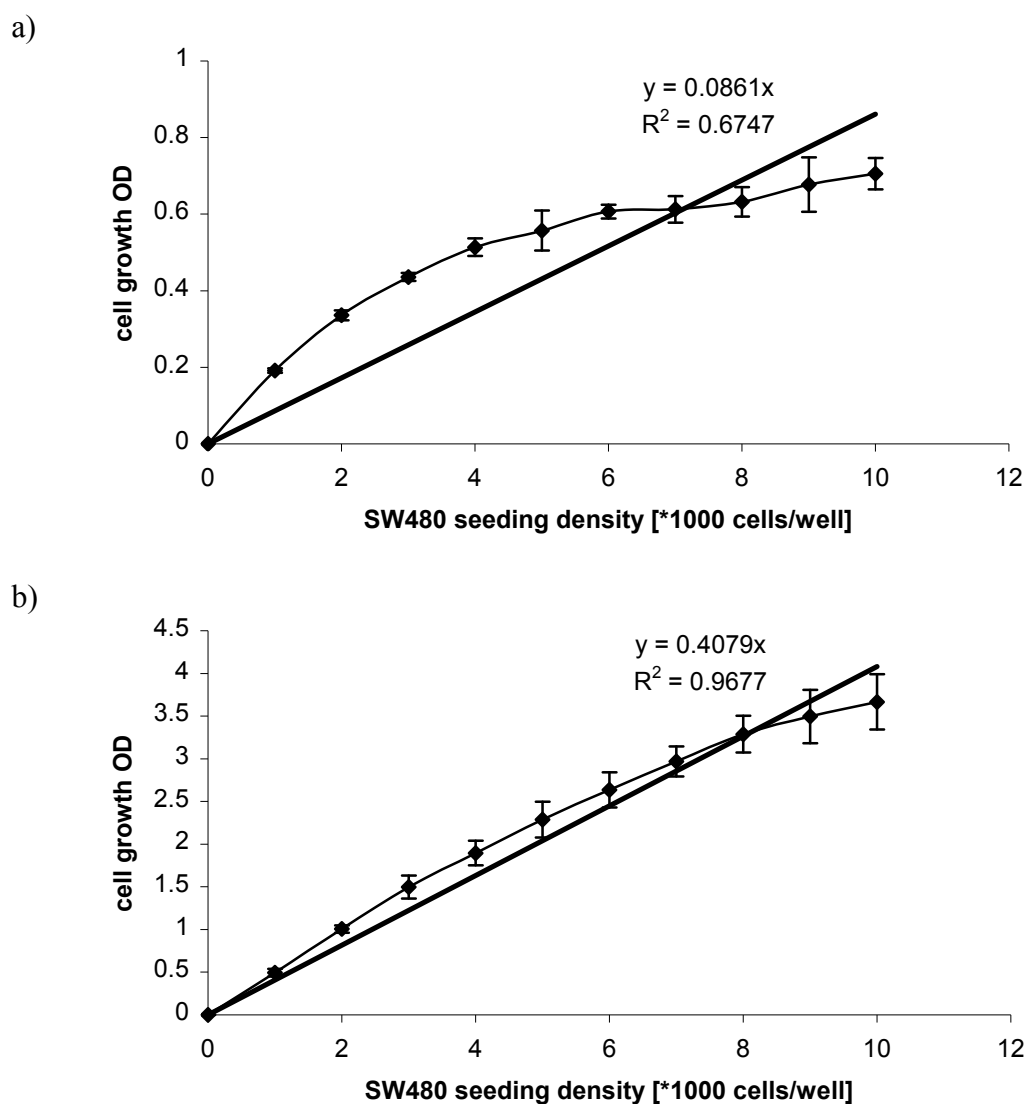 a)
1
0.8
0.6
0.4
0.2
0
y = 0.0861x
R² = 0.6747
cell growth OD
0 2 4 6 8 10 12
SW480 seeding density [*1000 cells/well]
b)
4.5
4
3.5
3
2.5
2
1.5
1
0.5
0
y = 0.4079x
R² = 0.9677
cell growth OD
0 2 4 6 8 10 12
SW480 seeding density [*1000 cells/well]